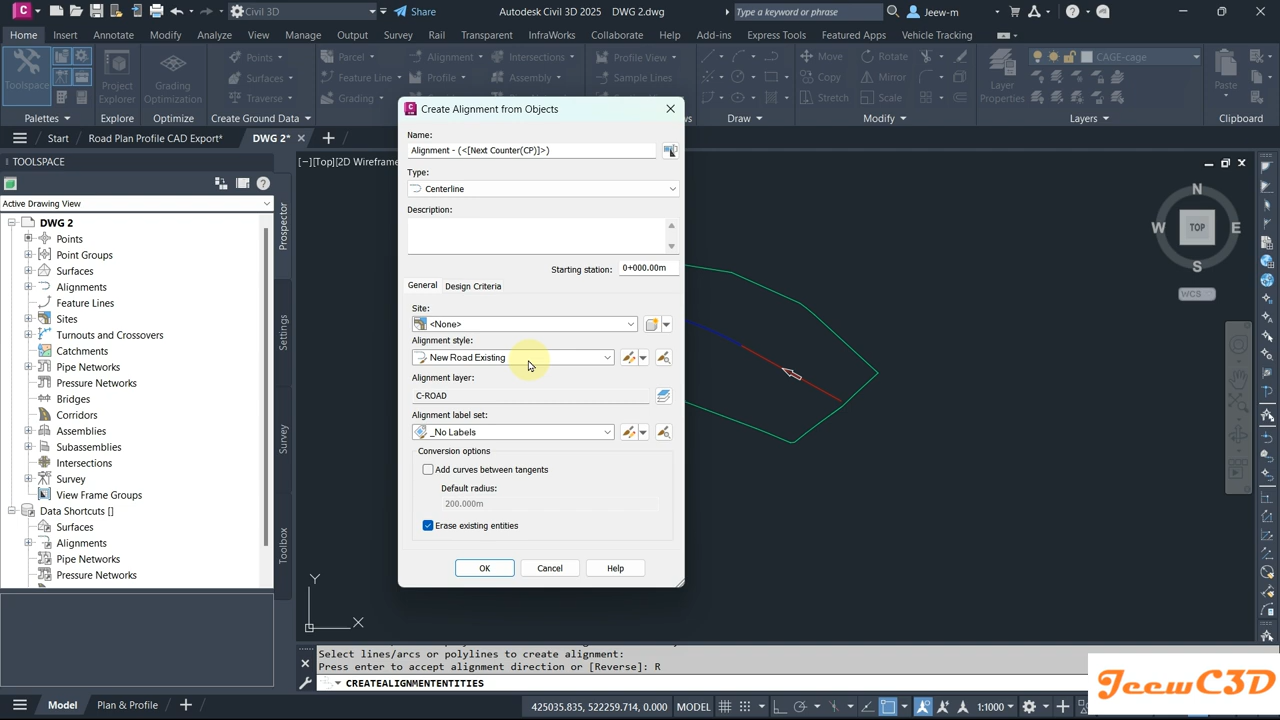 Civil 3D
Share
Autodesk Civil 3D 2025 DWG 2.dwg
Type a keyword or phrase
Jeew-m
Home Insert Annotate Modify Analyze View Manage Output Survey Rail Transparent InfraWorks Collaborate Help Add-ins Express Tools Featured Apps Vehicle Tracking
Toolspace
Project Explorer
Grading Optimization
Points
Surfaces
Traverse
Parcel
Feature Line
Grading
Alignment
Profile
Intersections
Assembly
Profile View
Sample Lines
Move
Copy
Stretch
Rotate
Mirror
Scale
Layer Properties
CAGE-cage
Paste
Palettes
Create Ground Data
Draw
Modify
Layers
Clipboard
Start
Road Plan Profile CAD Export*
DWG 2*
TOOLSPACE
Active Drawing View
DWG 2
Points
Point Groups
Surfaces
Alignments
Feature Lines
Sites
Turnouts and Crossovers
Catchments
Pipe Networks
Pressure Networks
Bridges
Corridors
Assemblies
Subassemblies
Intersections
Survey
View Frame Groups
Data Shortcuts []
Surfaces
Alignments
Pipe Networks
Pressure Networks
Prospector
Settings
Survey
Toolbox
[−][Top][2D Wireframe
Create Alignment from Objects
Name:
Alignment - (<[Next Counter(CP)]>)
Type:
Centerline
Description:
Starting station:
0+000.00m
General
Design Criteria
Site:
<None>
Alignment style:
New Road Existing
Alignment layer:
C-ROAD
Alignment label set:
_No Labels
Conversion options
Add curves between tangents
Default radius:
200.000m
Erase existing entities
OK
Cancel
Help
N
W
TOP
E
S
WCS
Y
X
Select lines/arcs or polylines to create alignment:
Press enter to accept alignment direction or [Reverse]: R
CREATEALIGNMENTENTITIES
Model
Plan & Profile
425035.835, 522259.714, 0.000
MODEL
1:1000
JeewC3D